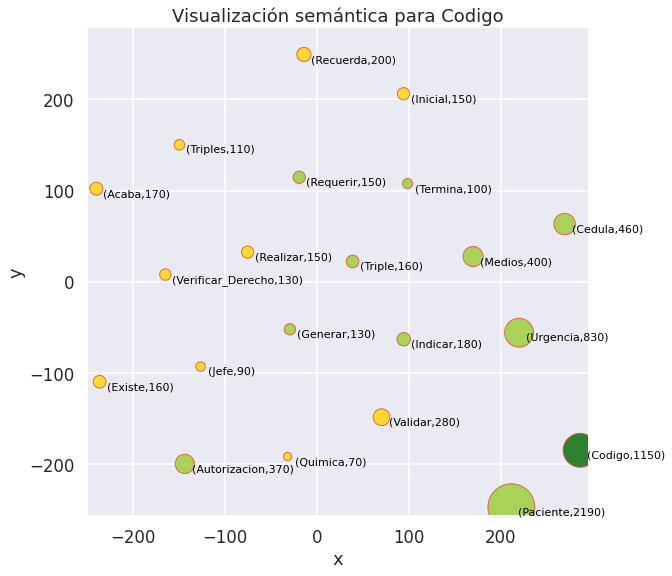 Visualización semántica para Codigo
(Recuerda,200)
200
(Inicial,150)
(Triples,110)
100
(Requerir,150)
(Termina,100)
(Acaba,170)
(Cedula,460)
(Realizar,150)
(Triple,160)
(Medios,400)
y
0
(Verificar_Derecho,130)
(Generar,130)
(Indicar,180)
(Urgencia,830)
−100
(Jefe,90)
(Existe,160)
(Validar,280)
−200
(Autorizacion,370)
(Quimica,70)
(Codigo,1150)
(Paciente,2190)
−200 −100 0 100 200
x